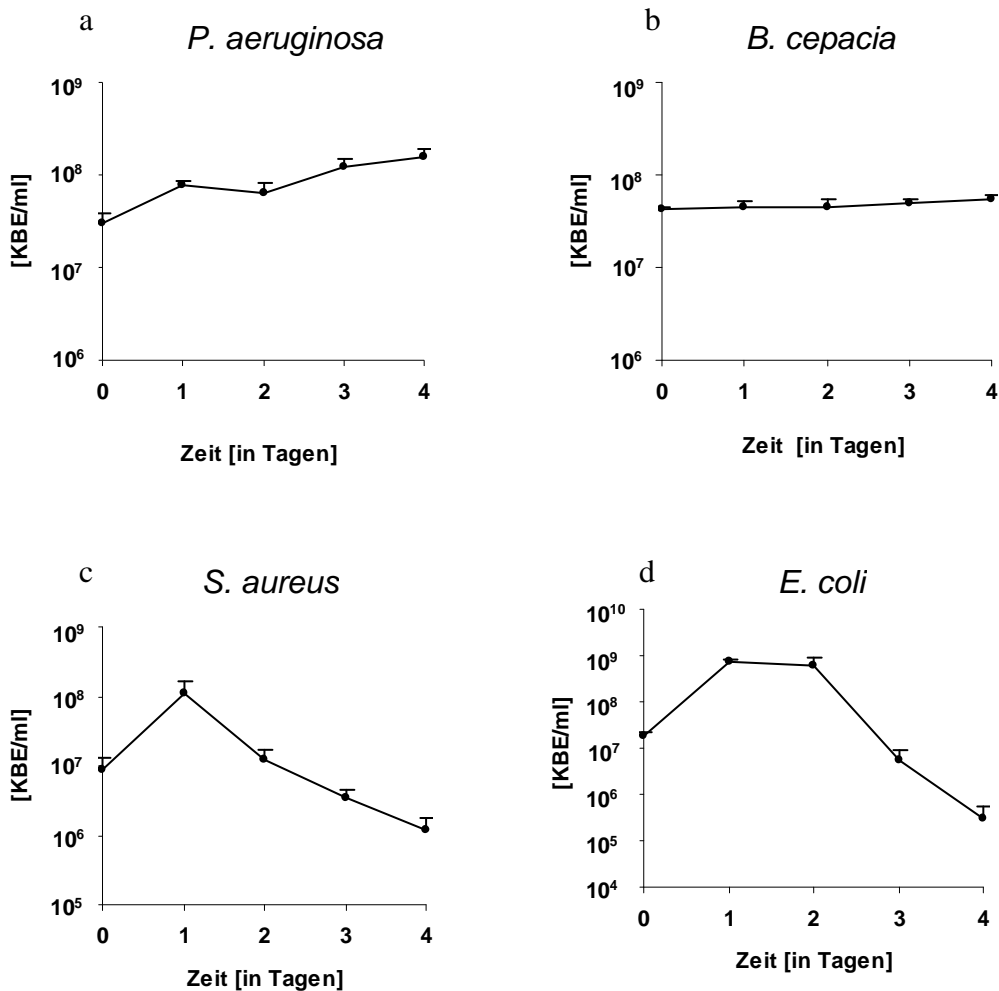 a
P. aeruginosa
10⁹
10⁸
10⁷
10⁶
[KBE/ml]
0 1 2 3 4
Zeit [in Tagen]
b
B. cepacia
10⁹
10⁸
10⁷
10⁶
[KBE/ml]
0 1 2 3 4
Zeit [in Tagen]
c
S. aureus
10⁹
10⁸
10⁷
10⁶
10⁵
[KBE/ml]
0 1 2 3 4
Zeit [in Tagen]
d
E. coli
10¹⁰
10⁹
10⁸
10⁷
10⁶
10⁵
10⁴
[KBE/ml]
0 1 2 3 4
Zeit [in Tagen]